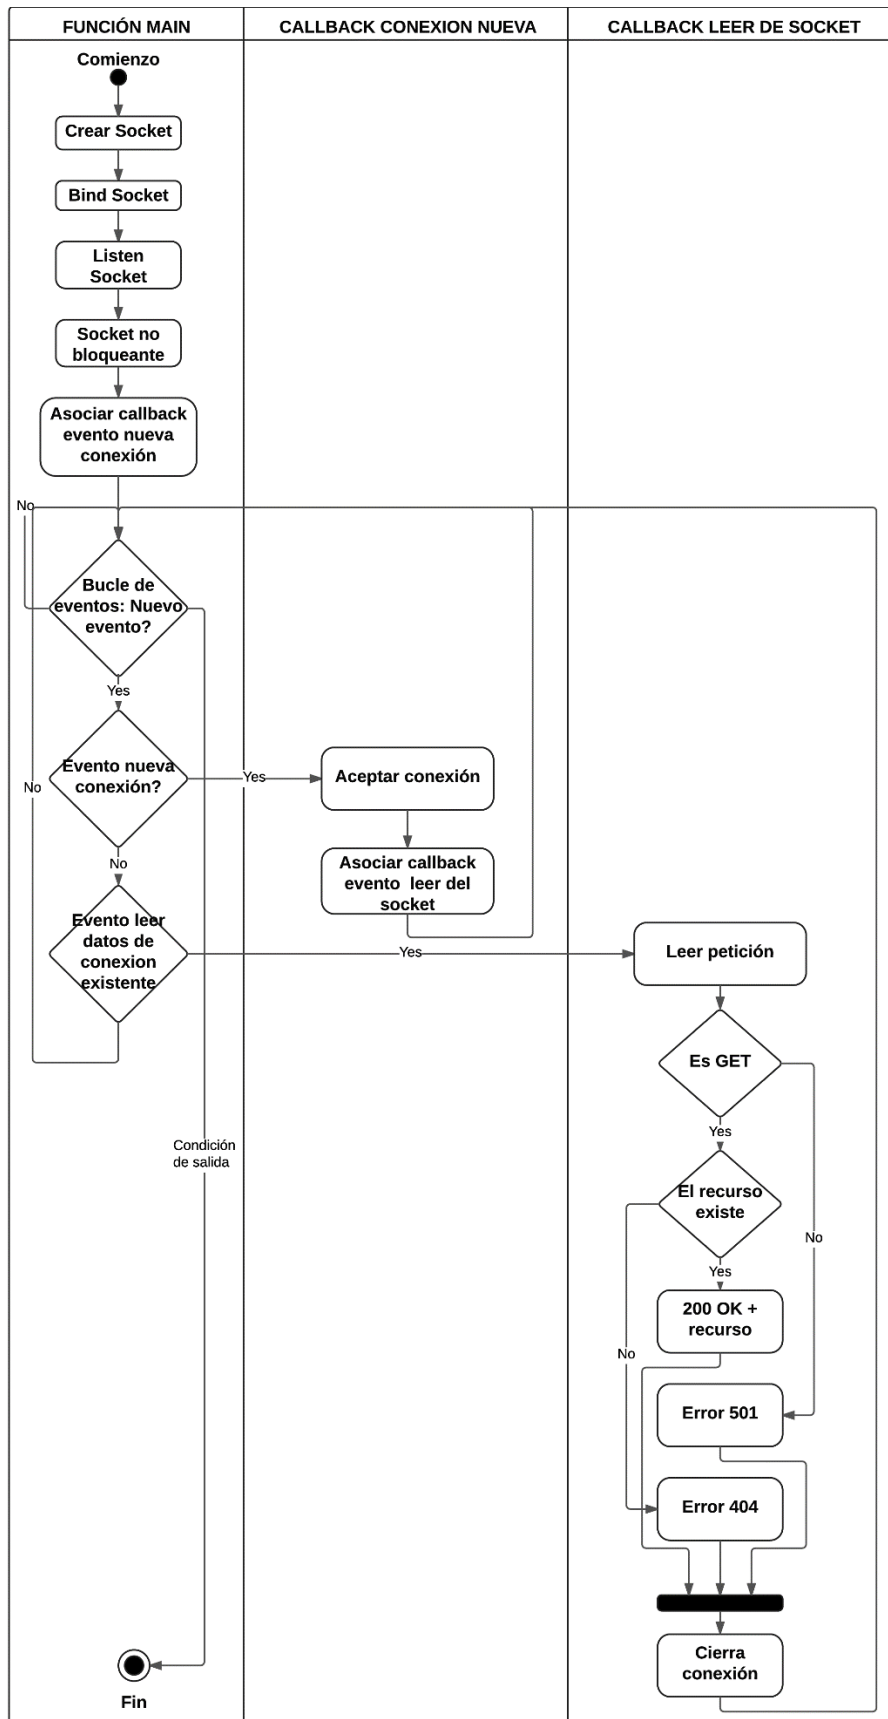 FUNCIÓN MAIN
CALLBACK CONEXION NUEVA
CALLBACK LEER DE SOCKET
Comienzo
Crear Socket
Bind Socket
Listen
Socket
Socket no
bloqueante
Asociar callback
evento nueva
conexión
No
Bucle de
eventos: Nuevo
evento?
Yes
Evento nueva
conexión?
Yes
Aceptar conexión
No
No
Asociar callback
evento leer del
socket
Evento leer
datos de
conexion
existente
Yes
Leer petición
Es GET
Yes
Condición
de salida
El recurso
existe
No
Yes
200 OK +
recurso
No
Error 501
Error 404
Cierra
conexión
Fin